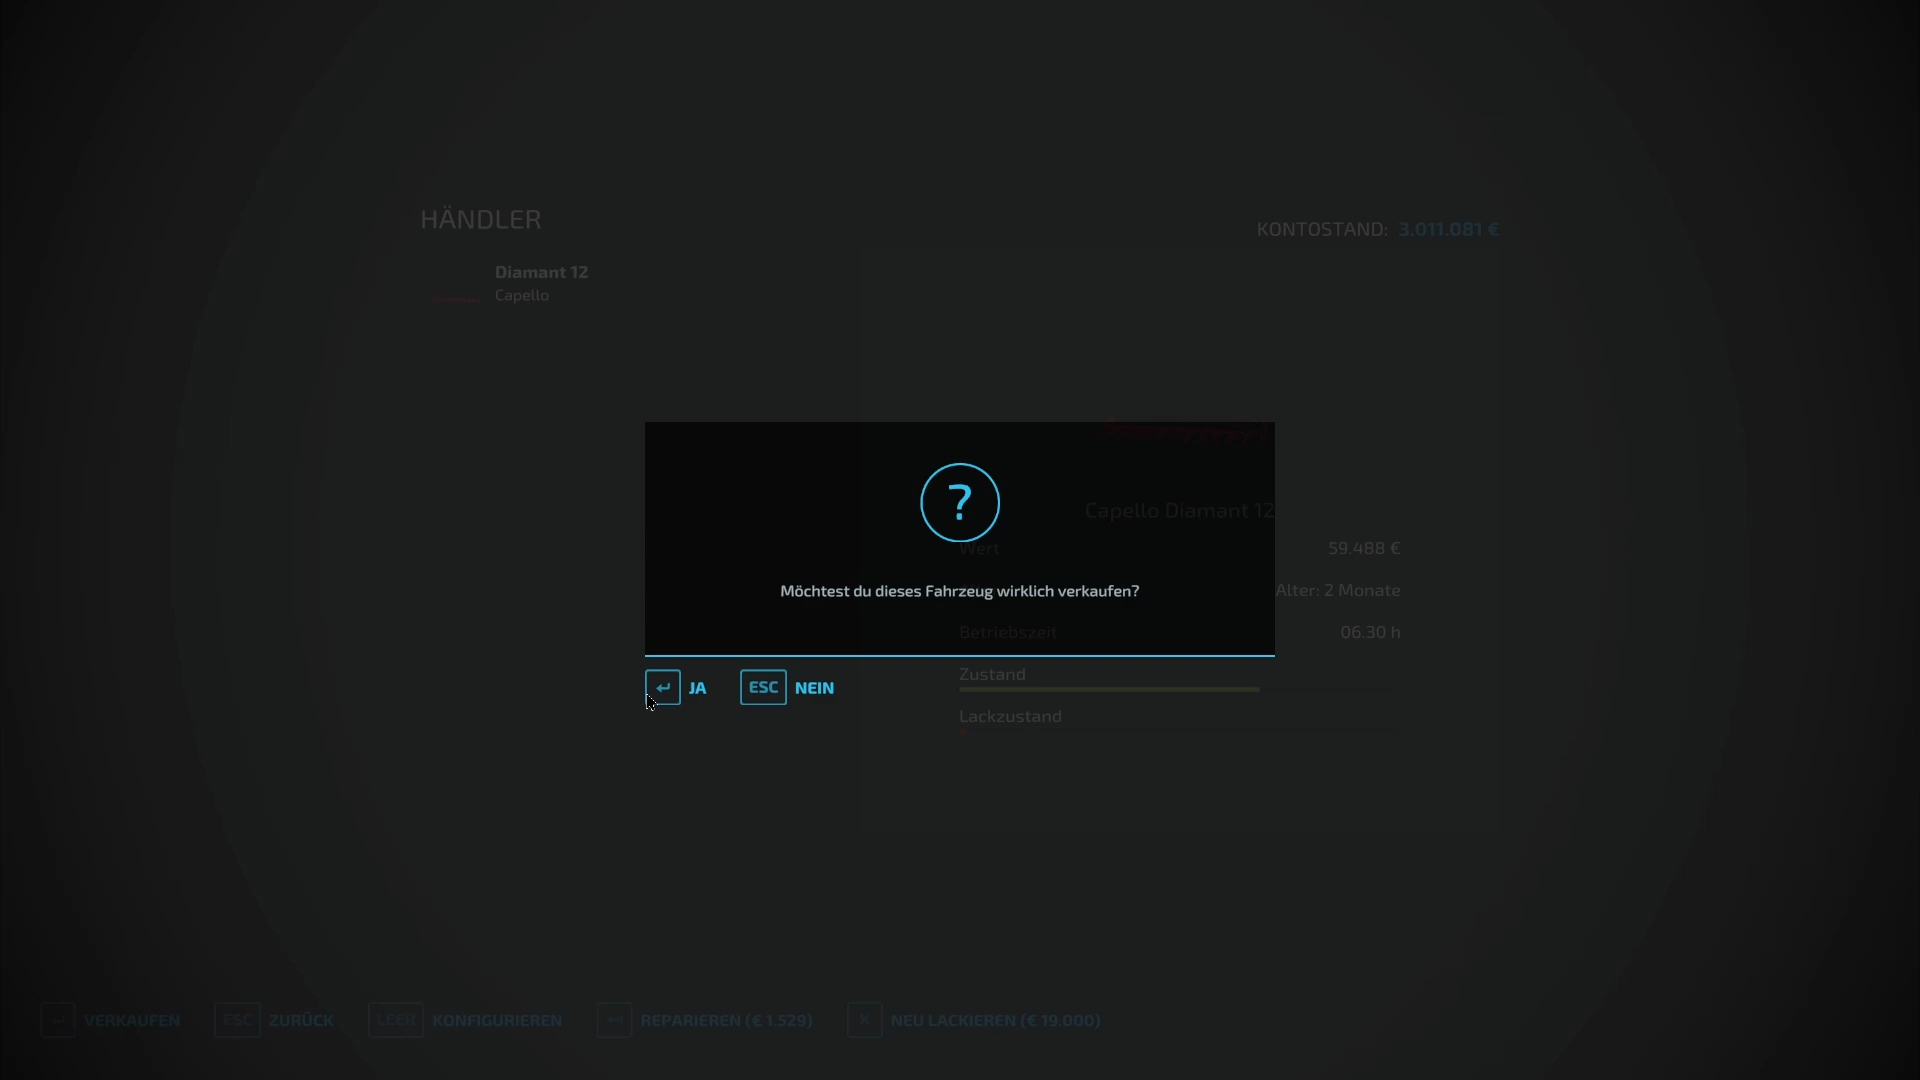 HÄNDLER
KONTOSTAND: 3.011.081 €
Diamant 12
Capello
?
Capello Diamant 12
Wert 59.488 €
Möchtest du dieses Fahrzeug wirklich verkaufen?
Alter: 2 Monate
Betriebszeit 06.30 h
Zustand
JA ESC NEIN
Lackzustand
VERKAUFEN ESC ZURÜCK LEER KONFIGURIEREN REPARIEREN (€ 1.529) X NEU LACKIEREN (€ 19.000)